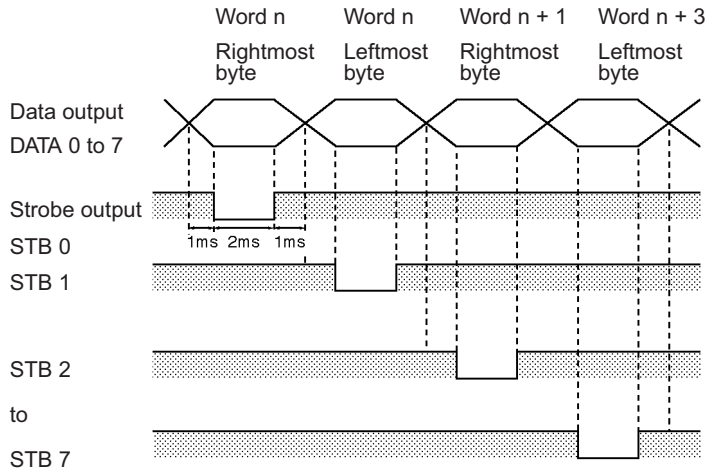 Word n Word n Word n + 1 Word n + 3
Rightmost byte Leftmost byte Rightmost byte Leftmost byte
Data output
DATA 0 to 7
Strobe output
1ms 2ms 1ms
STB 0
STB 1
STB 2
to
STB 7